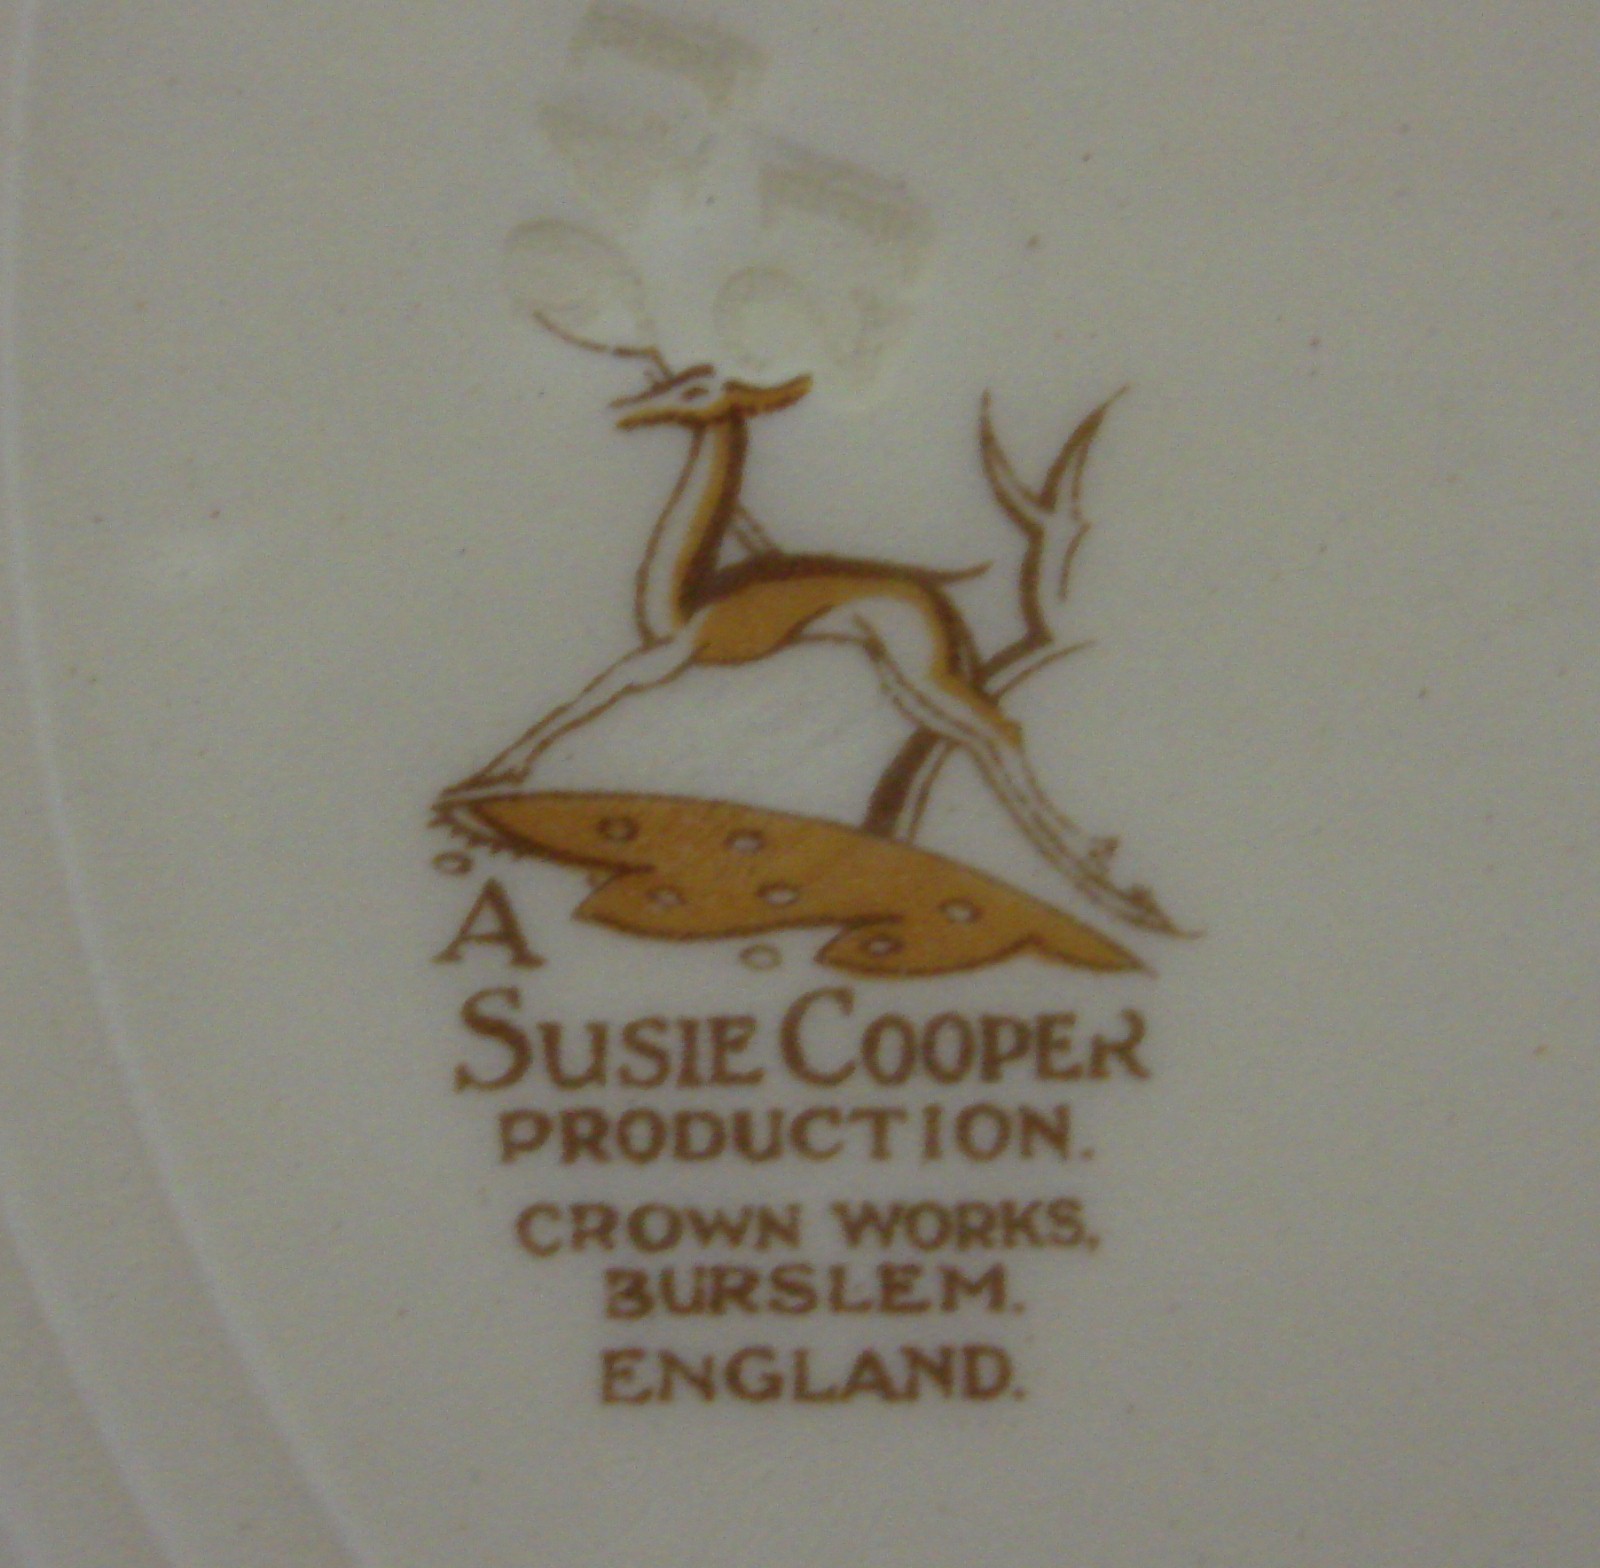 A
SUSIE COOPER
PRODUCTION.
CROWN WORKS,
BURSLEM.
ENGLAND.